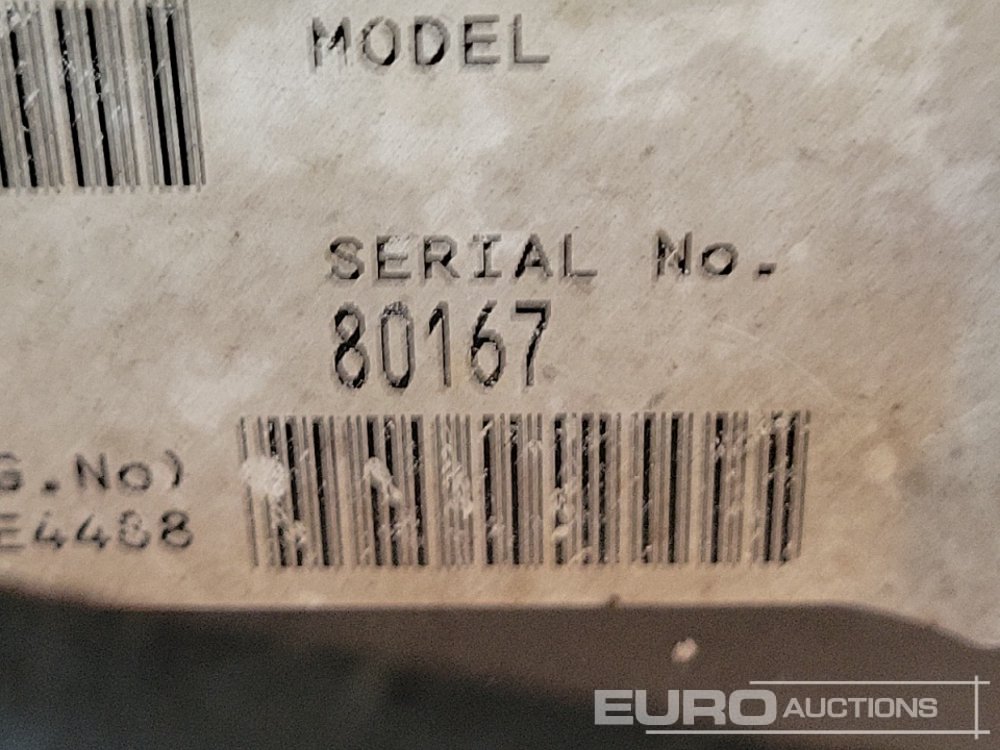 MODEL
SERIAL No.
80167
G.No)
E4488
EURO AUCTIONS